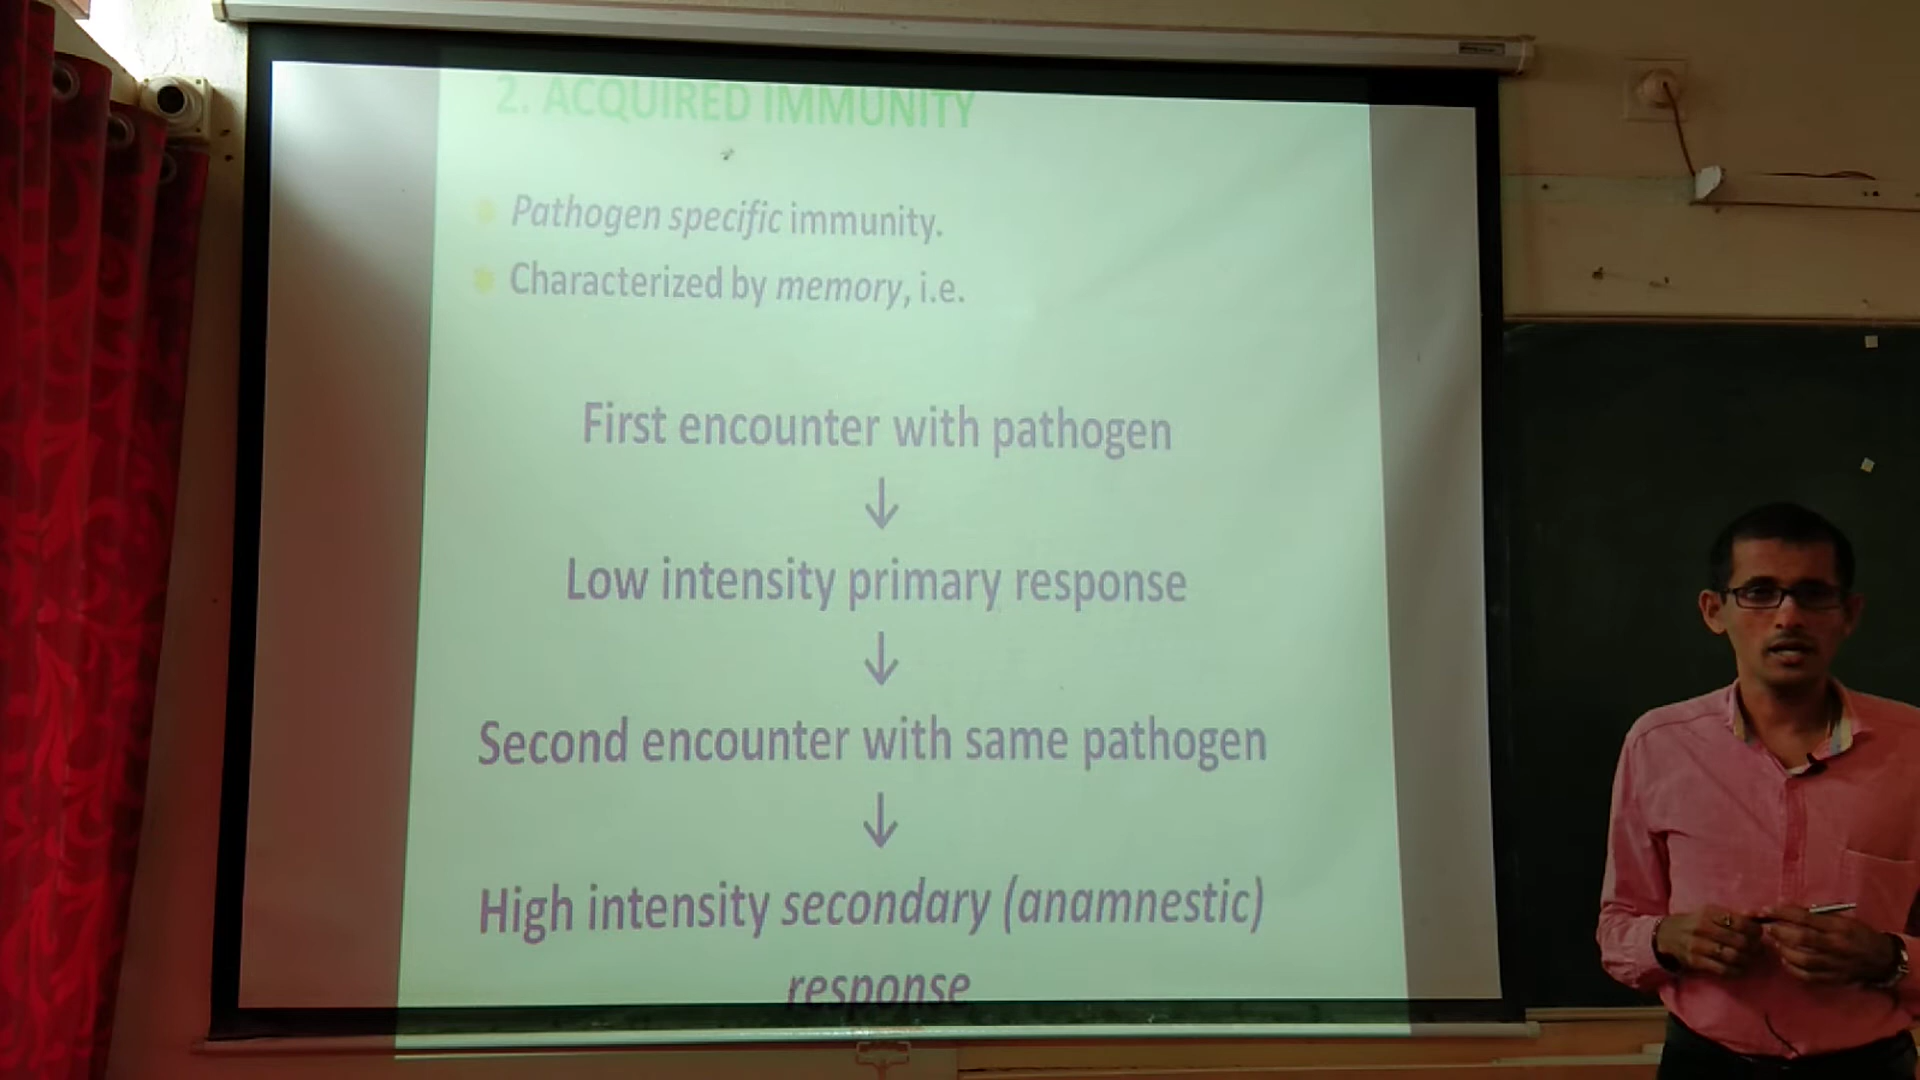 2. ACQUIRED IMMUNITY
Pathogen specific immunity.
Characterized by memory, i.e.
First encounter with pathogen
↓
Low intensity primary response
↓
Second encounter with same pathogen
↓
High intensity secondary (anamnestic)
response